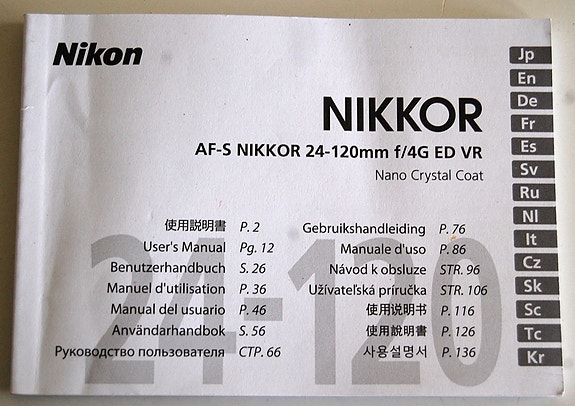 Nikon
NIKKOR
AF-S NIKKOR 24-120mm f/4G ED VR
Nano Crystal Coat
24-120
使用説明書 P. 2
User's Manual Pg. 12
Benutzerhandbuch S. 26
Manuel d'utilisation P. 36
Manual del usuario P. 46
Användarhandbok S. 56
Руководство пользователя СТР. 66
Gebruikshandleiding P. 76
Manuale d'uso P. 86
Návod k obsluze STR. 96
Užívateľská príručka STR. 106
使用说明书 P. 116
使用說明書 P. 126
사용설명서 P. 136
Jp
En
De
Fr
Es
Sv
Ru
Nl
It
Cz
Sk
Sc
Tc
Kr